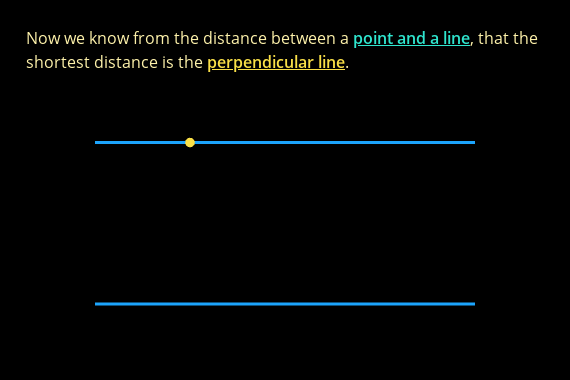 Now we know from the distance between a point and a line, that the
shortest distance is the perpendicular line.